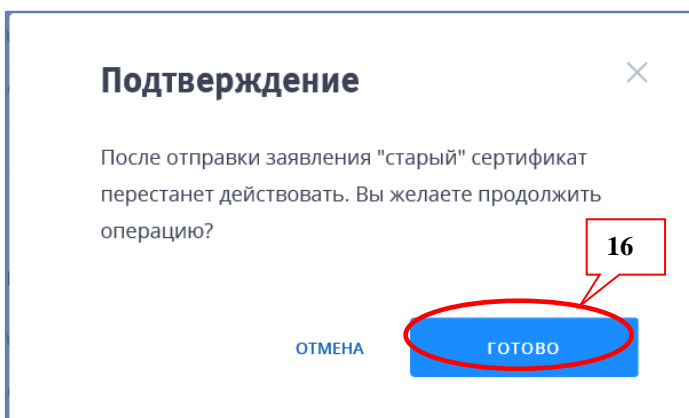 Подтверждение
После отправки заявления "старый" сертификат
перестанет действовать. Вы желаете продолжить
операцию?
16
ОТМЕНА
ГОТОВО